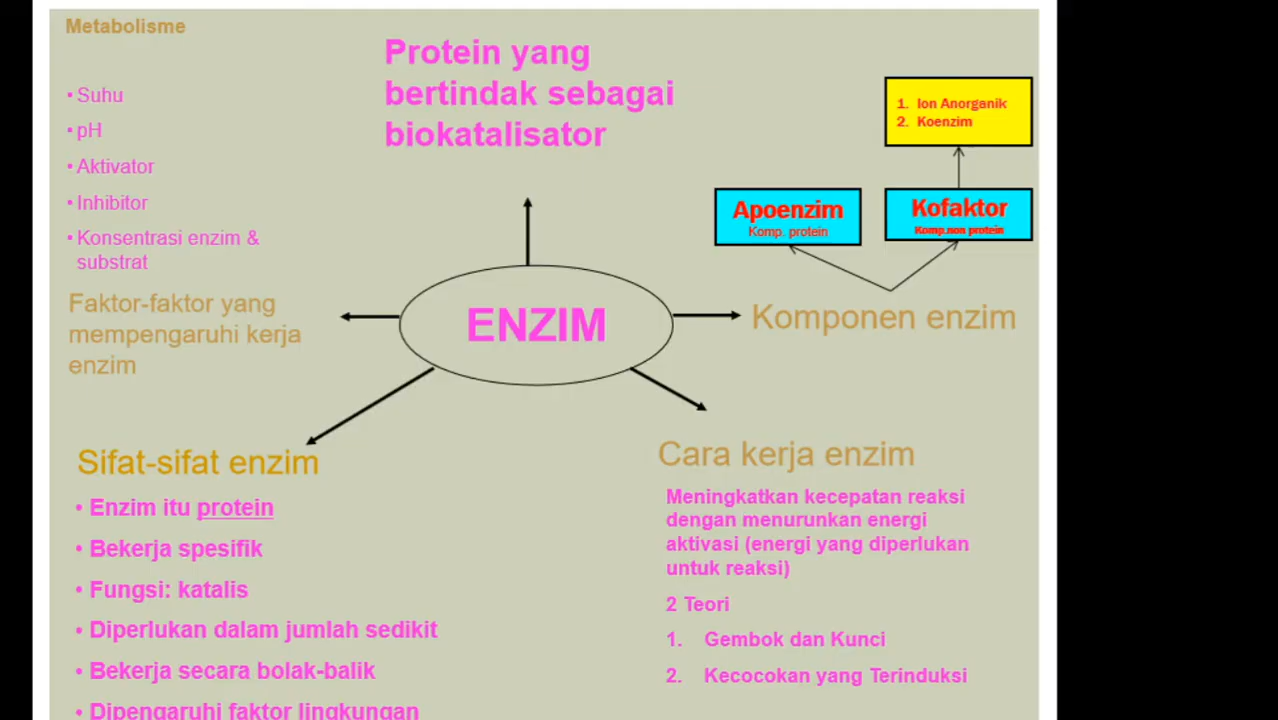 Metabolisme
• Suhu
• pH
• Aktivator
• Inhibitor
• Konsentrasi enzim &
substrat
Faktor-faktor yang
mempengaruhi kerja
enzim
Protein yang
bertindak sebagai
biokatalisator
1. Ion Anorganik
2. Koenzim
Apoenzim
Komp. protein
Kofaktor
Komp.non protein
ENZIM
Komponen enzim
Sifat-sifat enzim
• Enzim itu protein
• Bekerja spesifik
• Fungsi: katalis
• Diperlukan dalam jumlah sedikit
• Bekerja secara bolak-balik
• Dipengaruhi faktor lingkungan
Cara kerja enzim
Meningkatkan kecepatan reaksi
dengan menurunkan energi
aktivasi (energi yang diperlukan
untuk reaksi)
2 Teori
1. Gembok dan Kunci
2. Kecocokan yang Terinduksi